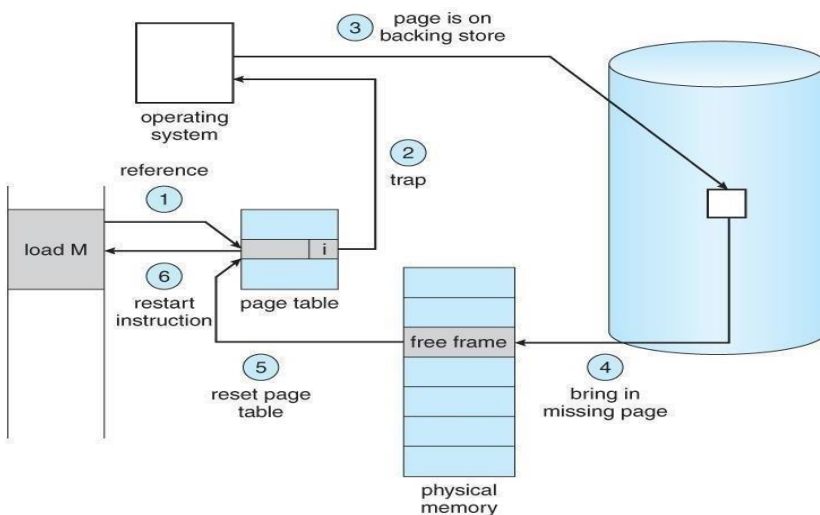 3
page is on
backing store
operating
system
2
trap
reference
1
load M
i
6
restart
instruction
page table
free frame
5
reset page
table
4
bring in
missing page
physical
memory